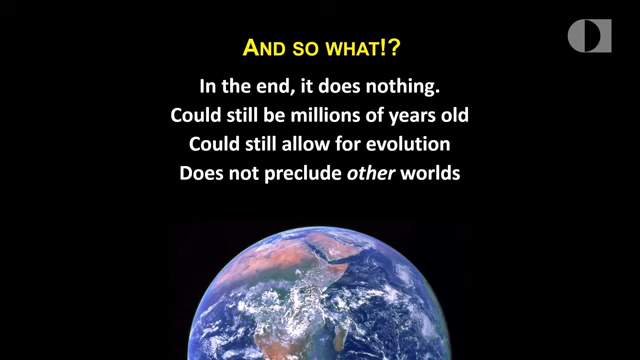 AND SO WHAT!?
In the end, it does nothing.
Could still be millions of years old
Could still allow for evolution
Does not preclude other worlds